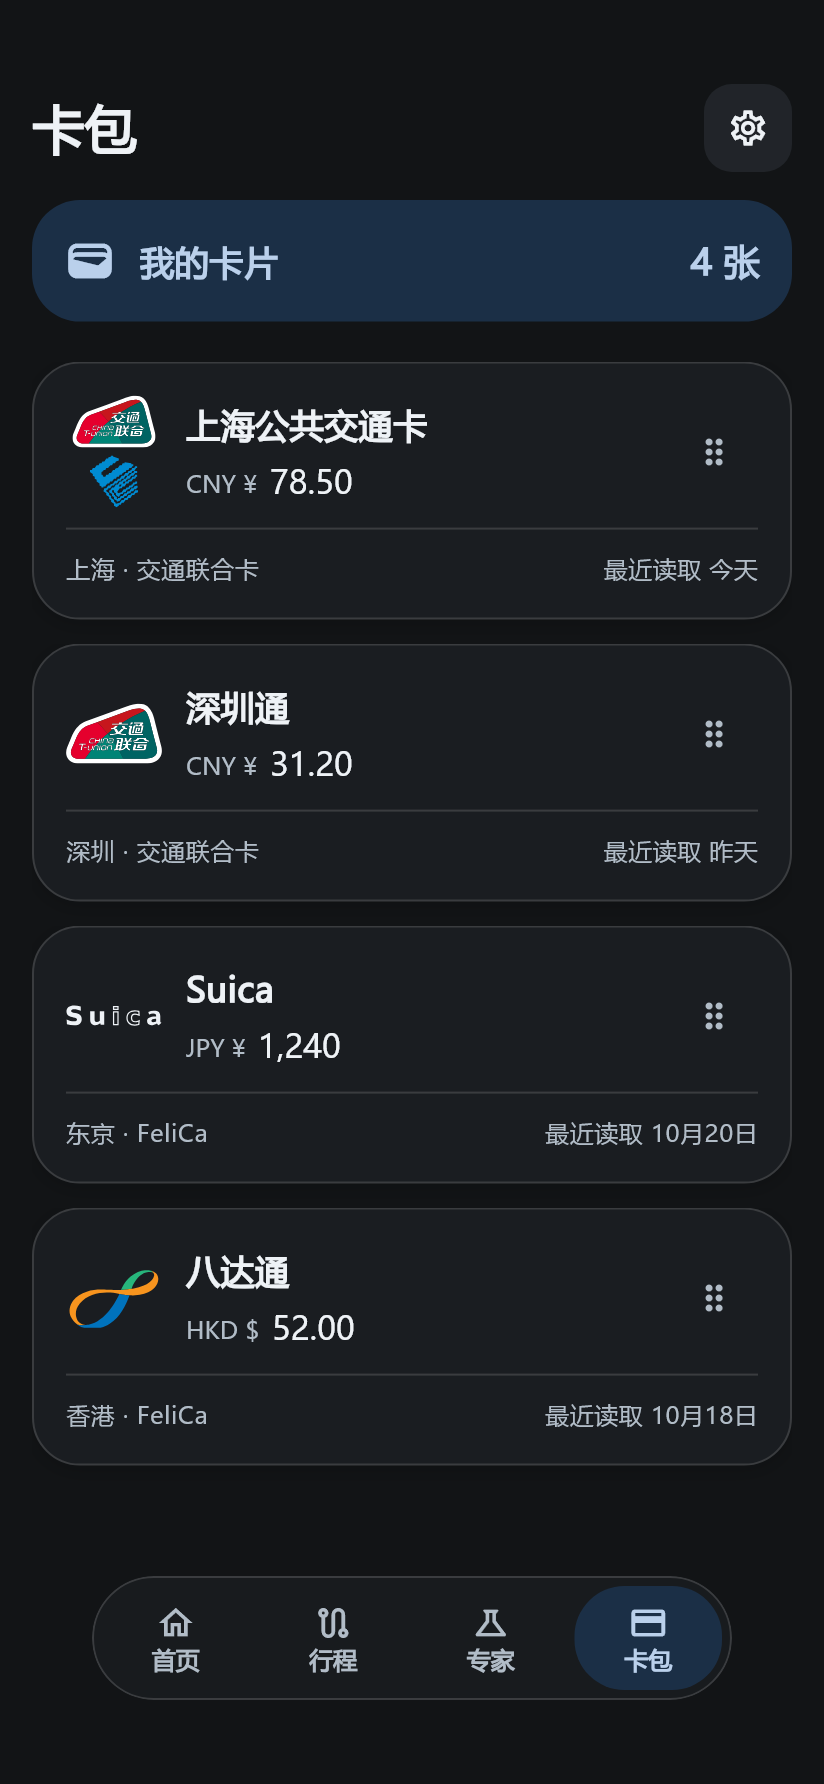 卡包
我的卡片 4 张
交通
CHINA
T-UNION 联合
上海公共交通卡
CNY ¥ 78.50
上海 · 交通联合卡 最近读取 今天
深圳通
交通
CHINA
T-UNION 联合
CNY ¥ 31.20
深圳 · 交通联合卡 最近读取 昨天
Suica
Suica
JPY ¥ 1,240
东京 · FeliCa 最近读取 10月20日
八达通
HKD $ 52.00
香港 · FeliCa 最近读取 10月18日
首页 行程 专家 卡包